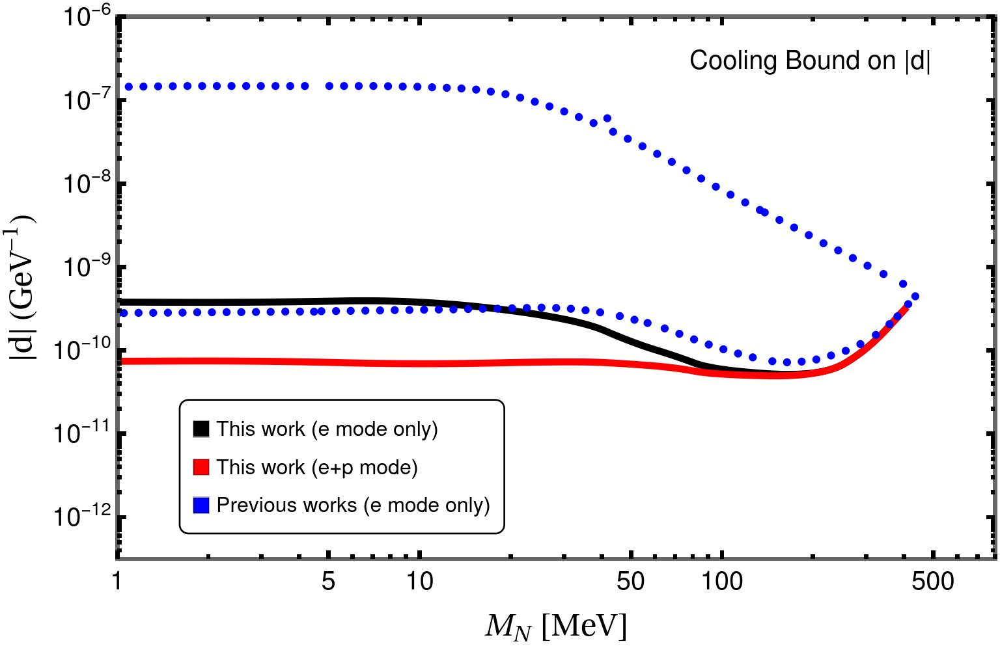 Cooling Bound on |d|
|d| (GeV⁻¹)
10⁻⁶
10⁻⁷
10⁻⁸
10⁻⁹
10⁻¹⁰
10⁻¹¹
10⁻¹²
This work (e mode only)
This work (e+p mode)
Previous works (e mode only)
1 5 10 50 100 500
M_N [MeV]